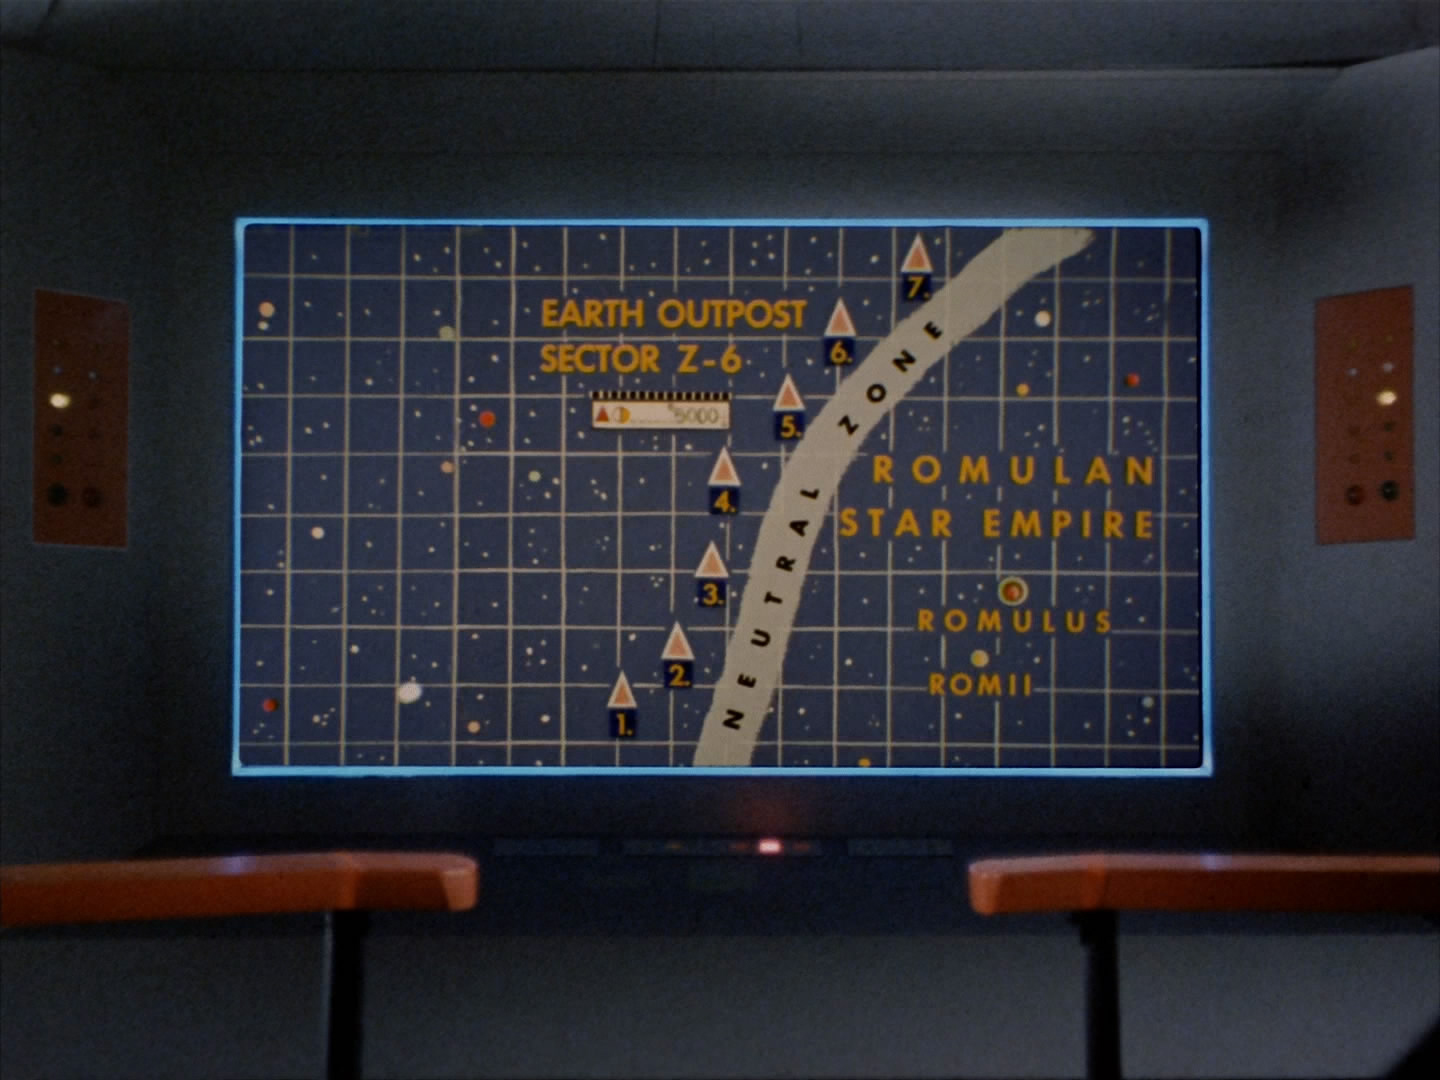 EARTH OUTPOST
SECTOR Z-6
5000
7.
6.
5.
4.
3.
2.
1.
NEUTRAL ZONE
ROMULAN
STAR EMPIRE
ROMULUS
ROMII